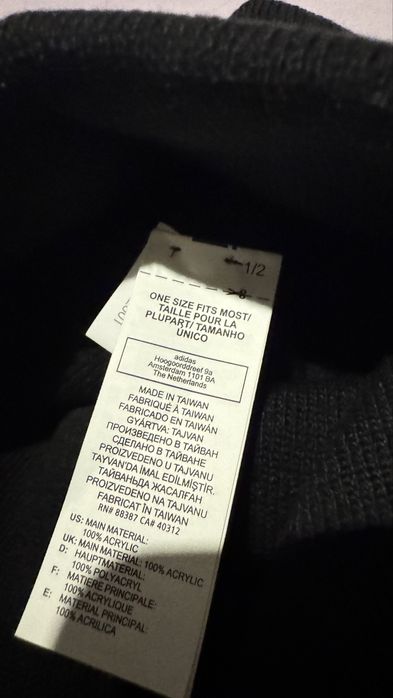 1/2
8
ONE SIZE FITS MOST/
TAILLE POUR LA
PLUPART/ TAMANHO
ÚNICO
adidas
Hoogoorddreef 9a
Amsterdam 1101 BA
The Netherlands
MADE IN TAIWAN
FABRIQUÉ À TAIWAN
FABRICADO EN TAIWÁN
GYÁRTVA: TAJVAN
ПРОИЗВЕДЕНО В ТАЙВАН
СДЕЛАНО В ТАЙВАНЕ
PROIZVEDENO U TAJVANU
TAYVAN'DA İMAL EDİLMİŞTİR.
ТАЙВАНЬДА ЖАСАЛҒАН
PROIZVEDENO NA TAJVANU
FABRICAT ÎN TAIWAN
RN# 88387 CA# 40312
US: MAIN MATERIAL:
100% ACRYLIC
UK: MAIN MATERIAL: 100% ACRYLIC
D: HAUPTMATERIAL:
100% POLYACRYL
F: MATIERE PRINCIPALE:
100% ACRYLIQUE
E: MATERIAL PRINCIPAL:
100% ACRILICA